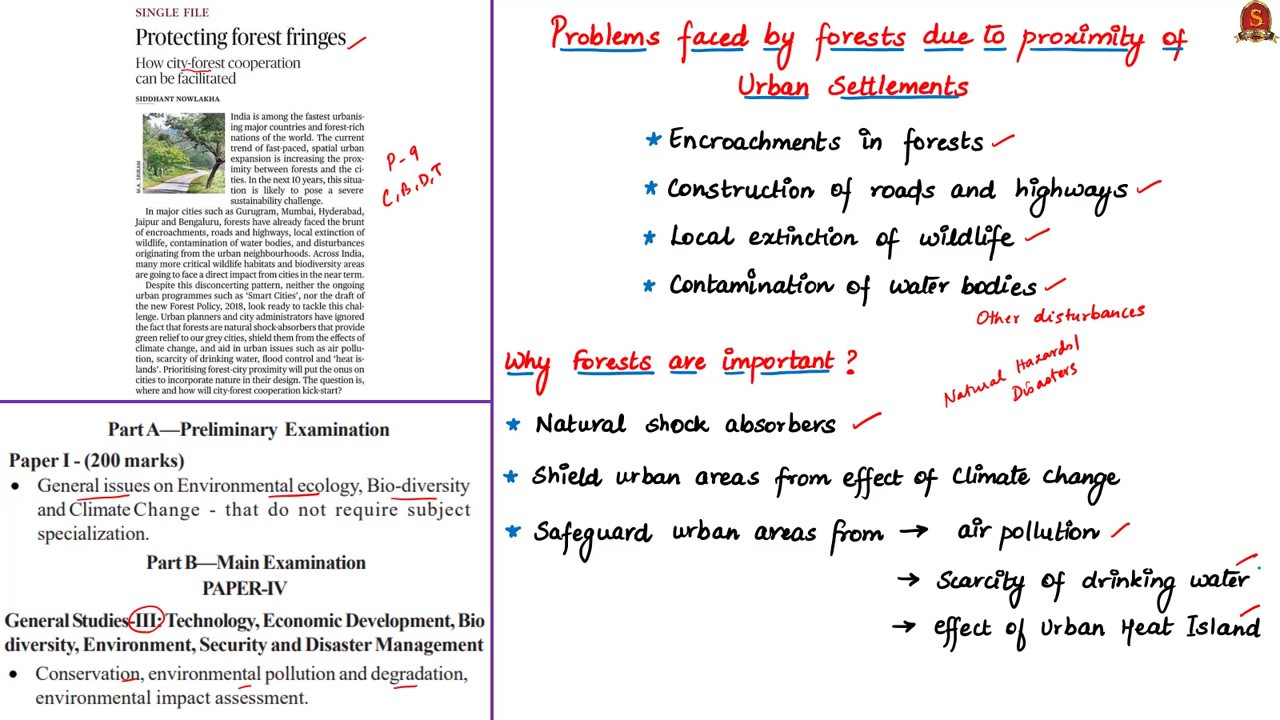 SINGLE FILE
Protecting forest fringes
How city-forest cooperation
can be facilitated
SIDDHANT NOWLAKHA
M.A. SRIRAM
India is among the fastest urbanis-
ing major countries and forest-rich
nations of the world. The current
trend of fast-paced, spatial urban
expansion is increasing the prox-
imity between forests and the ci-
ties. In the next 10 years, this situa-
tion is likely to pose a severe
sustainability challenge.
In major cities such as Gurugram, Mumbai, Hyderabad,
Jaipur and Bengaluru, forests have already faced the brunt
of encroachments, roads and highways, local extinction of
wildlife, contamination of water bodies, and disturbances
originating from the urban neighbourhoods. Across India,
many more critical wildlife habitats and biodiversity areas
are going to face a direct impact from cities in the near term.
Despite this disconcerting pattern, neither the ongoing
urban programmes such as 'Smart Cities', nor the draft of
the new Forest Policy, 2018, look ready to tackle this chal-
lenge. Urban planners and city administrators have ignored
the fact that forests are natural shock-absorbers that provide
green relief to our grey cities, shield them from the effects of
climate change, and aid in urban issues such as air pollu-
tion, scarcity of drinking water, flood control and 'heat is-
lands'. Prioritising forest-city proximity will put the onus on
cities to incorporate nature in their design. The question is,
where and how will city-forest cooperation kick-start?
P-9
C,B,D,T
Part A—Preliminary Examination
Paper I - (200 marks)
• General issues on Environmental ecology, Bio-diversity
and Climate Change - that do not require subject
specialization.
Part B—Main Examination
PAPER-IV
General Studies-III: Technology, Economic Development, Bio
diversity, Environment, Security and Disaster Management
• Conservation, environmental pollution and degradation,
environmental impact assessment.
Problems faced by forests due to proximity of
Urban Settlements
* Encroachments in forests
* Construction of roads and highways
* Local extinction of wildlife
* Contamination of water bodies
Other disturbances
Why forests are important?
Natural Hazards/
Disasters
* Natural shock absorbers
* Shield urban areas from effect of Climate Change
* Safeguard urban areas from → air pollution
→ Scarcity of drinking water
→ effect of Urban Heat Island
S